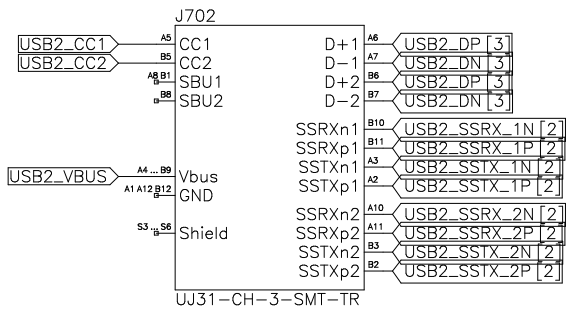 J702
USB2_CC1 A5 CC1 D+1 A6 USB2_DP [3]
USB2_CC2 B5 CC2 D-1 A7 USB2_DN [3]
A8 B1 SBU1 D+2 B6 USB2_DP [3]
B8 SBU2 D-2 B7 USB2_DN [3]
SSRXn1 B10 USB2_SSRX_1N [2]
SSRXp1 B11 USB2_SSRX_1P [2]
SSTXn1 A3 USB2_SSTX_1N [2]
USB2_VBUS A4 ... B9 Vbus SSTXp1 A2 USB2_SSTX_1P [2]
A1 A12 B12 GND
SSRXn2 A10 USB2_SSRX_2N [2]
S3 ... S6 Shield SSRXp2 A11 USB2_SSRX_2P [2]
SSTXn2 B3 USB2_SSTX_2N [2]
SSTXp2 B2 USB2_SSTX_2P [2]
UJ31-CH-3-SMT-TR